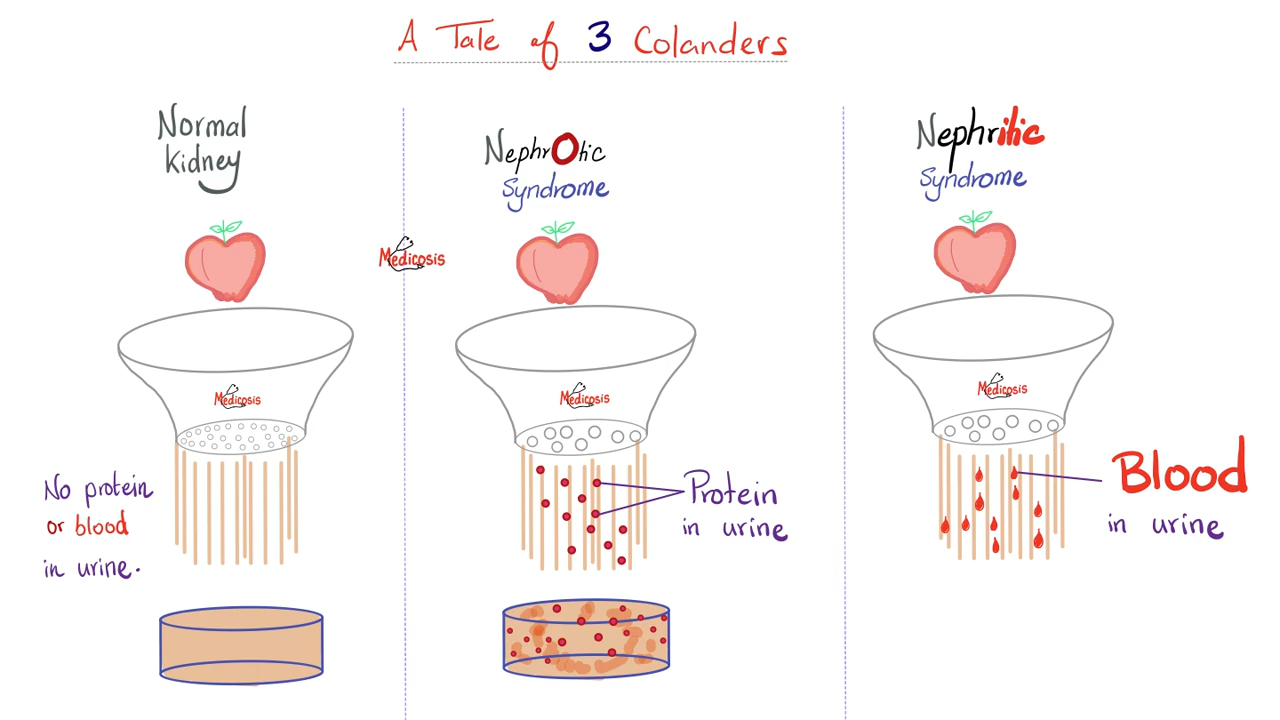 A Tale of 3 Colanders
Normal
Kidney
NephrOtic
Syndrome
Nephritic
Syndrome
Medicosis
Medicosis
Medicosis
Medicosis
No protein
or blood
in urine.
Protein
in urine
Blood
in urine